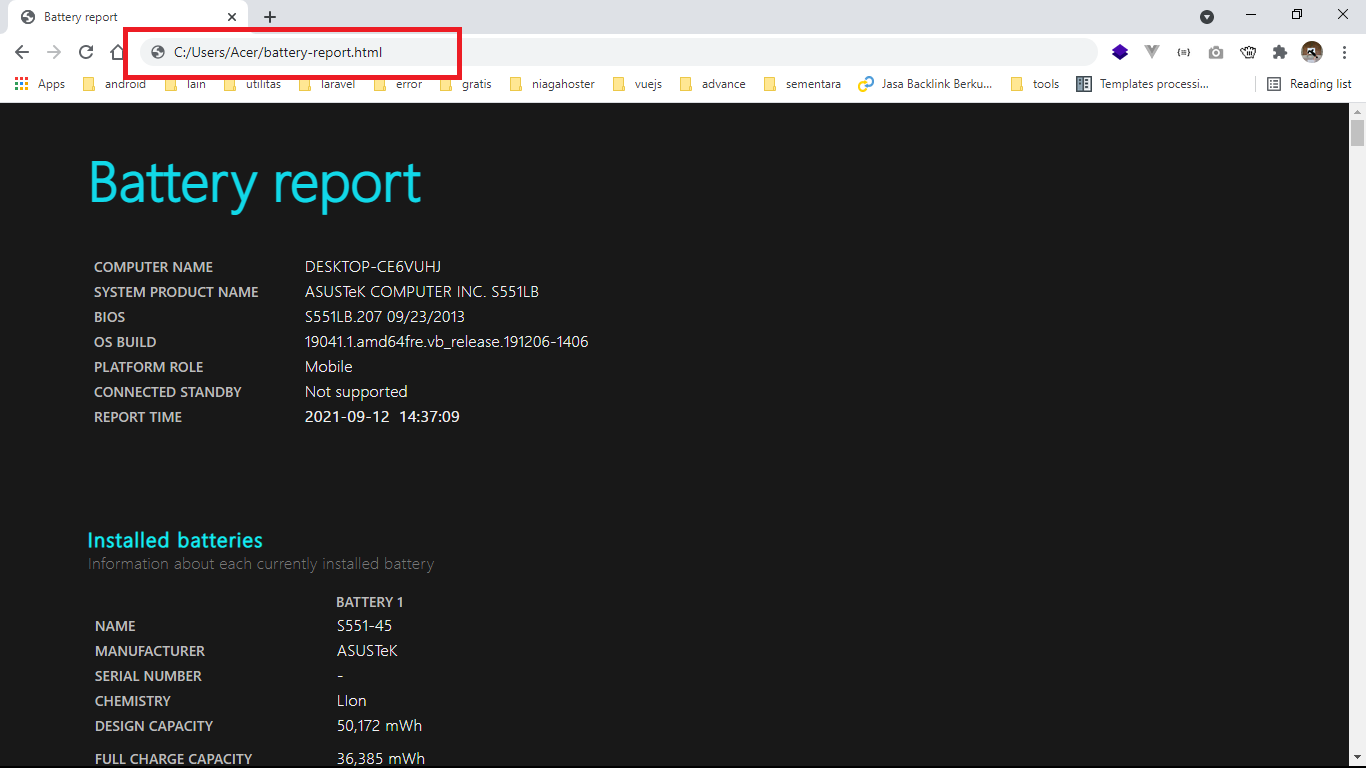 Battery report
C:/Users/Acer/battery-report.html
Apps android lain utilitas laravel error gratis niagahoster vuejs advance sementara Jasa Backlink Berku... tools Templates processi... Reading list
Battery report
COMPUTER NAME DESKTOP-CE6VUHJ
SYSTEM PRODUCT NAME ASUSTeK COMPUTER INC. S551LB
BIOS S551LB.207 09/23/2013
OS BUILD 19041.1.amd64fre.vb_release.191206-1406
PLATFORM ROLE Mobile
CONNECTED STANDBY Not supported
REPORT TIME 2021-09-12 14:37:09
Installed batteries
Information about each currently installed battery
BATTERY 1
NAME S551-45
MANUFACTURER ASUSTeK
SERIAL NUMBER -
CHEMISTRY LIon
DESIGN CAPACITY 50,172 mWh
FULL CHARGE CAPACITY 36,385 mWh